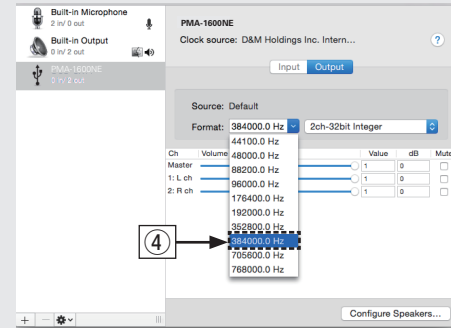 Built-in Microphone
2 in/ 0 out
Built-in Output
0 in/ 2 out
PMA-1600NE
0 in/ 2 out
PMA-1600NE
Clock source: D&M Holdings Inc. Intern...
?
Input Output
Source: Default
Format: 384000.0 Hz 2ch-32bit Integer
44100.0 Hz
48000.0 Hz
88200.0 Hz
96000.0 Hz
176400.0 Hz
192000.0 Hz
352800.0 Hz
384000.0 Hz
705600.0 Hz
768000.0 Hz
Ch Volume Value dB Mute
Master 1 0
1: L ch 1 0
2: R ch 1 0
④
Configure Speakers...